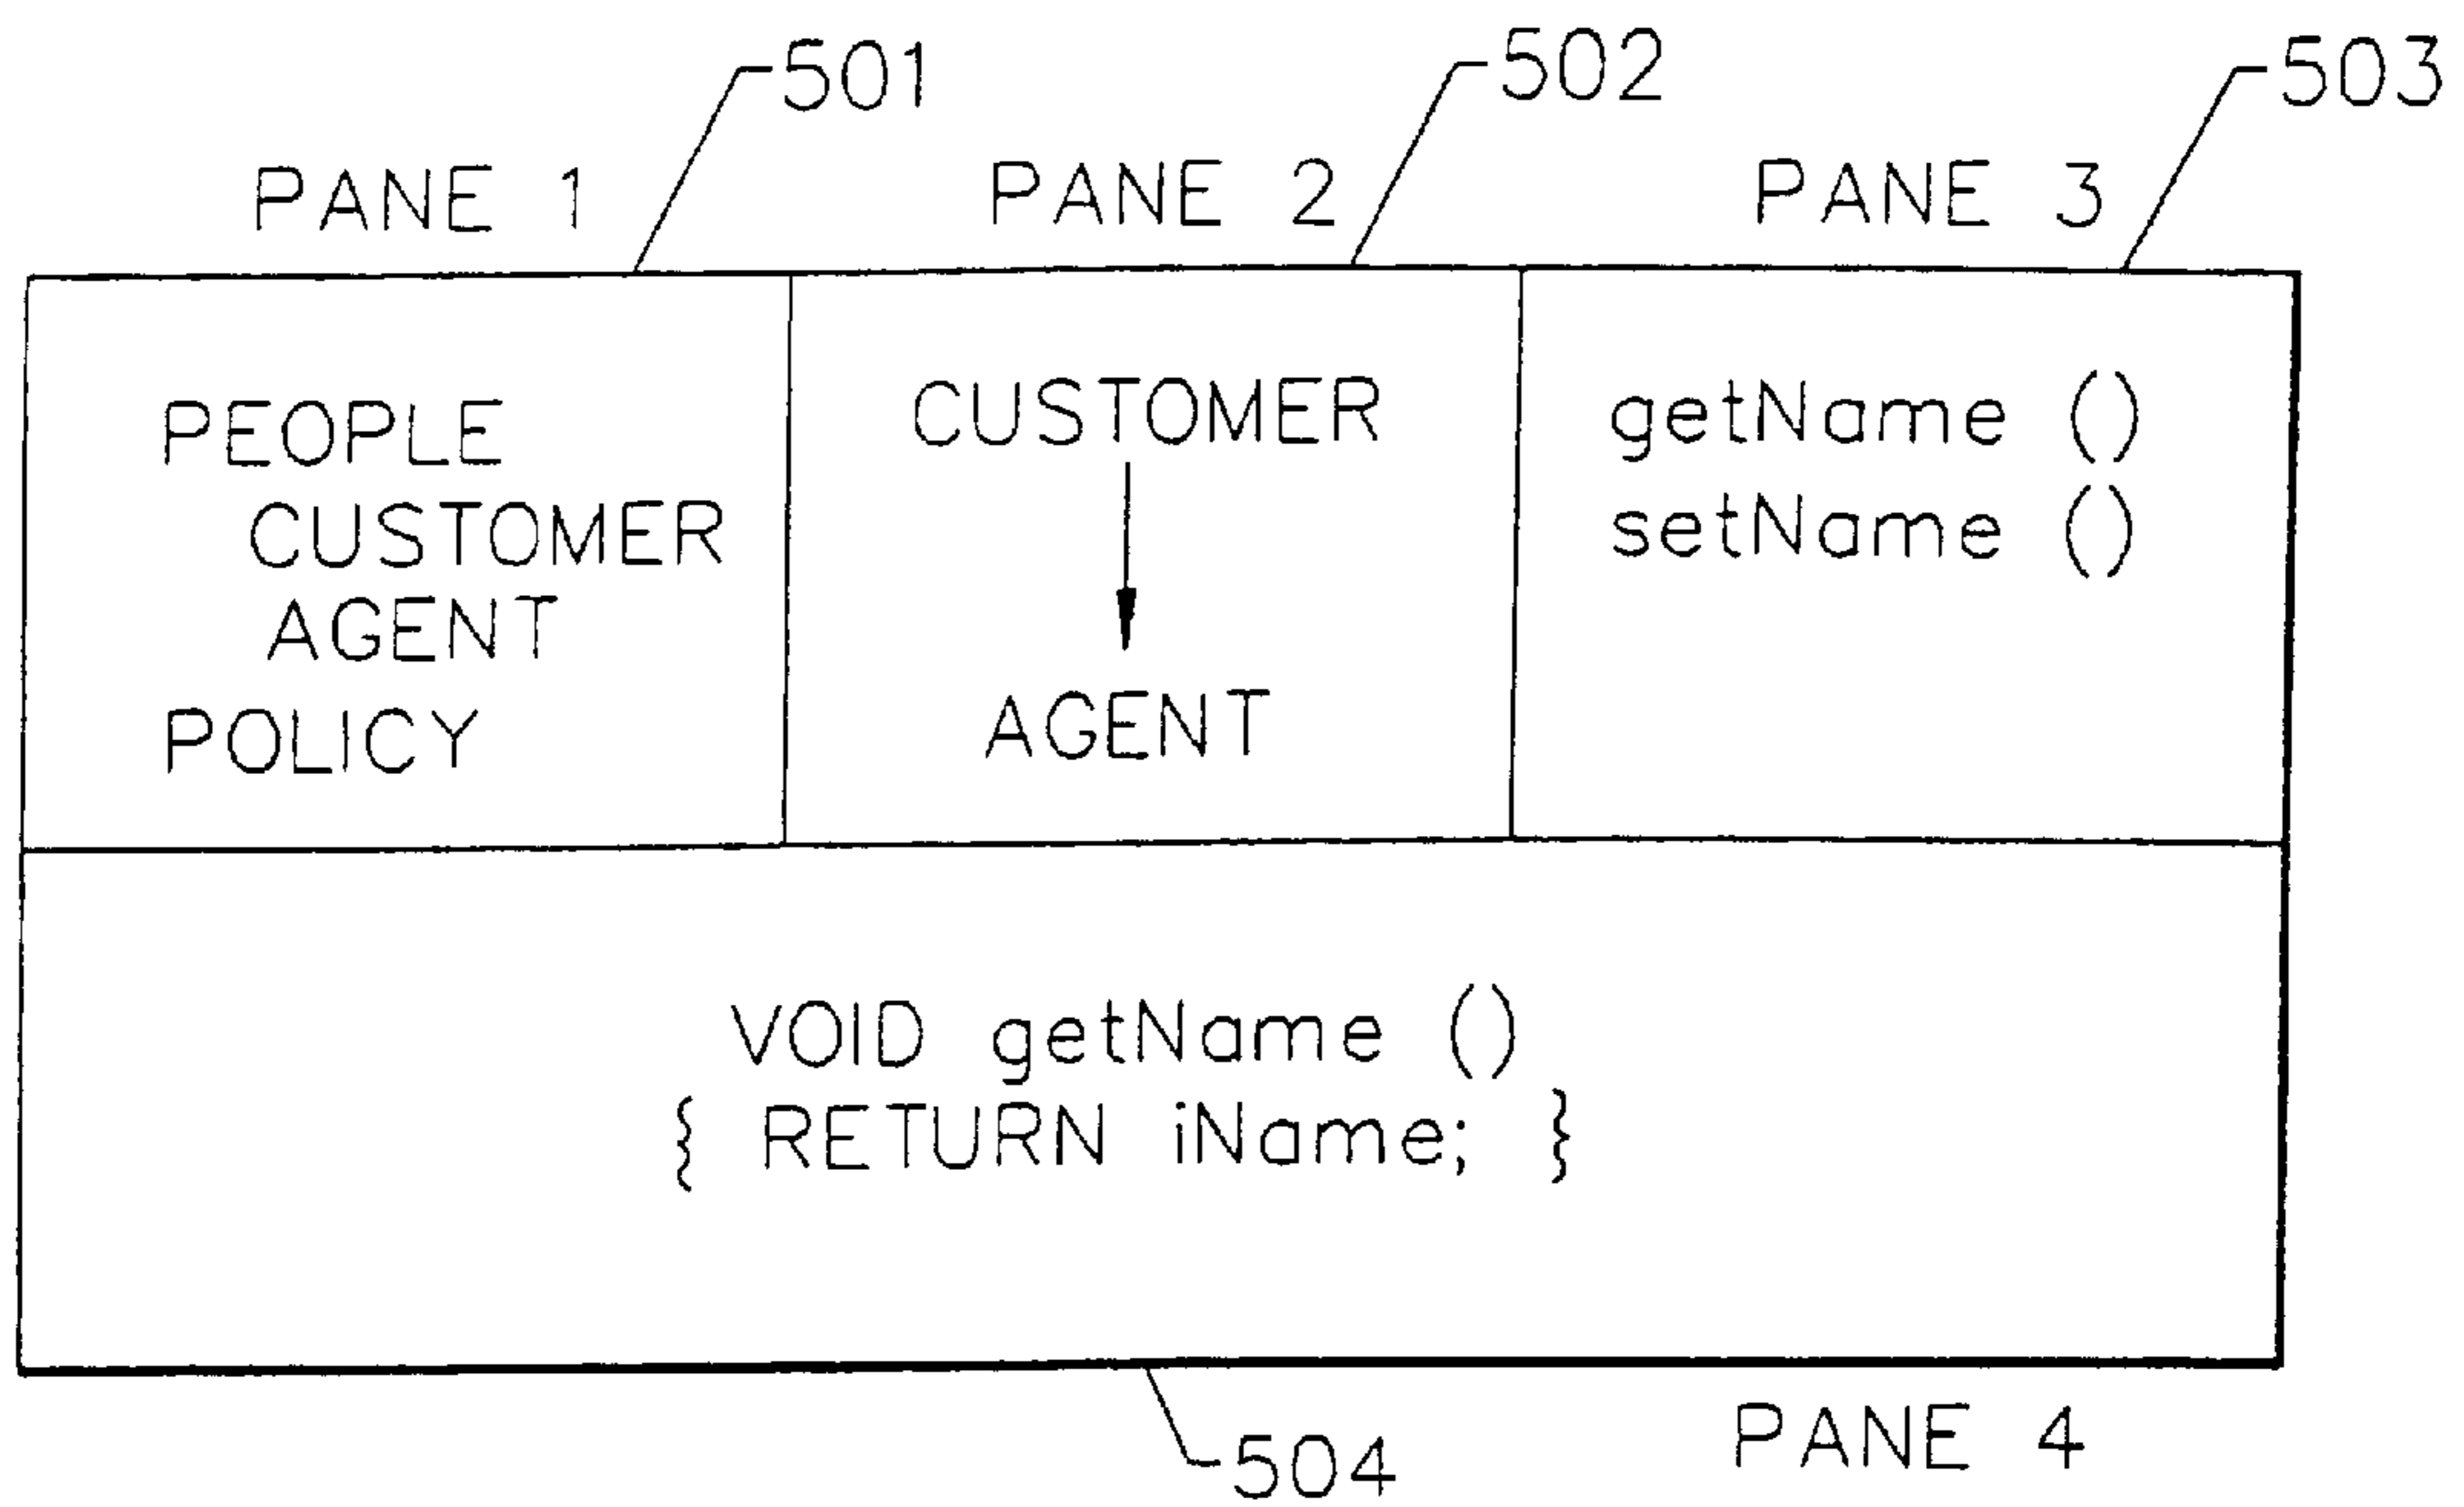 501
502
503
PANE 1
PANE 2
PANE 3
PEOPLE
CUSTOMER
AGENT
POLICY
CUSTOMER
AGENT
getName ()
setName ()
VOID getName ()
{ RETURN iName; }
504
PANE 4